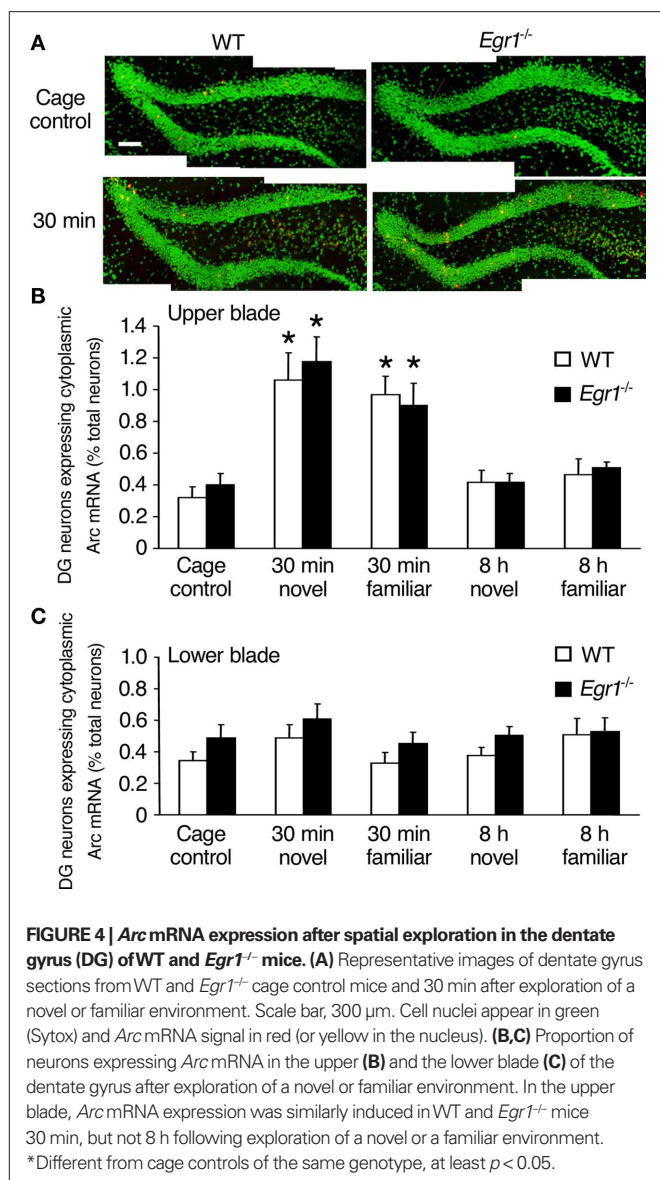 A
WT Egr1-/-
Cage
control
30 min
B
Upper blade
DG neurons expressing cytoplasmic
Arc mRNA (% total neurons)
1.4
1.2
1.0
0.8
0.6
0.4
0.2
0
* * * *
WT
Egr1-/-
Cage
control
30 min
novel
30 min
familiar
8 h
novel
8 h
familiar
C
Lower blade
DG neurons expressing cytoplasmic
Arc mRNA (% total neurons)
1.0
0.8
0.6
0.4
0.2
0
WT
Egr1-/-
Cage
control
30 min
novel
30 min
familiar
8 h
novel
8 h
familiar
FIGURE 4 | Arc mRNA expression after spatial exploration in the dentate
gyrus (DG) of WT and Egr1–/– mice. (A) Representative images of dentate gyrus
sections from WT and Egr1–/– cage control mice and 30 min after exploration of a
novel or familiar environment. Scale bar, 300 μm. Cell nuclei appear in green
(Sytox) and Arc mRNA signal in red (or yellow in the nucleus). (B,C) Proportion of
neurons expressing Arc mRNA in the upper (B) and the lower blade (C) of the
dentate gyrus after exploration of a novel or familiar environment. In the upper
blade, Arc mRNA expression was similarly induced in WT and Egr1–/– mice
30 min, but not 8 h following exploration of a novel or a familiar environment.
*Different from cage controls of the same genotype, at least p < 0.05.